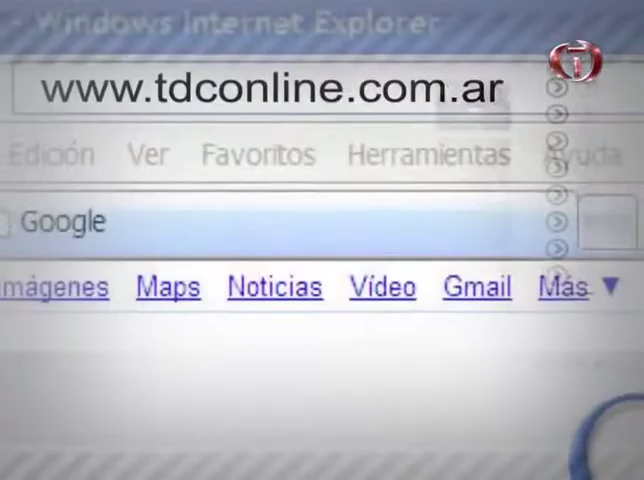 - Windows Internet Explorer
www.tdconline.com.ar
Edición Ver Favoritos Herramientas Ayuda
Google
imágenes Maps Noticias Vídeo Gmail Más ▼